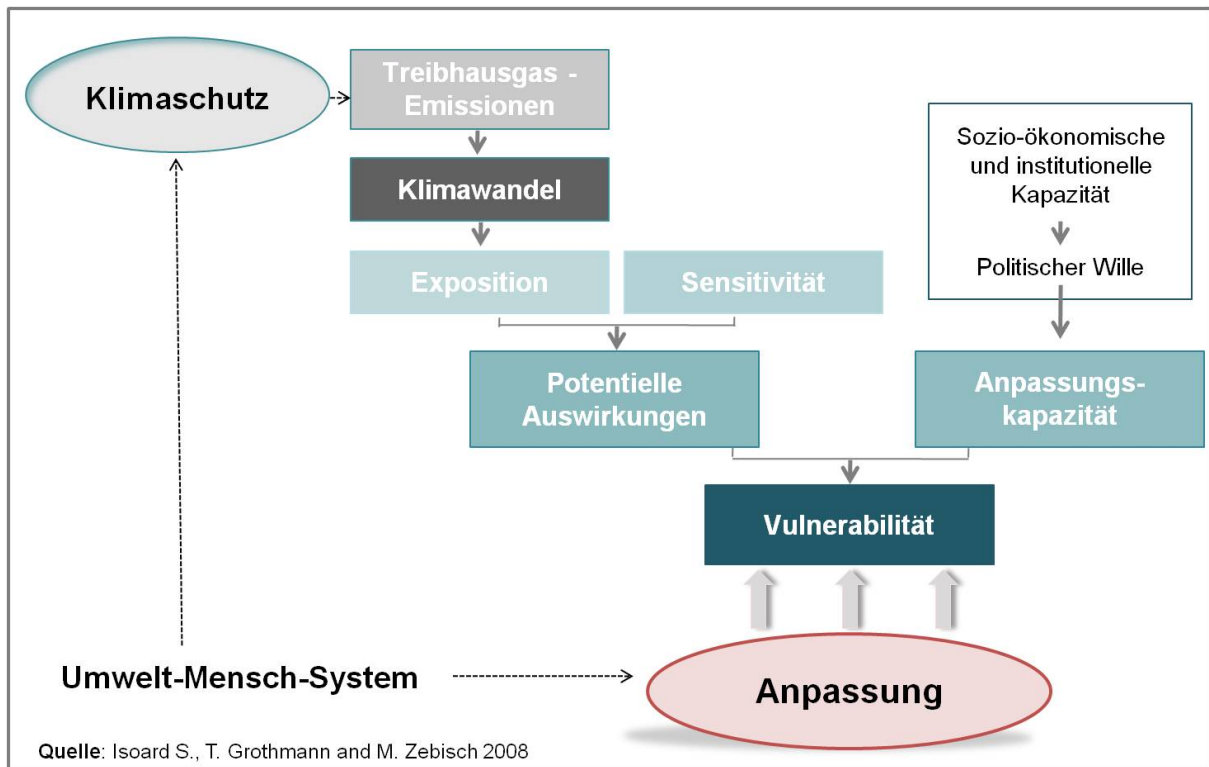 Klimaschutz
Treibhausgas -
Emissionen
Klimawandel
Exposition
Sensitivität
Sozio-ökonomische
und institutionelle
Kapazität
Politischer Wille
Potentielle
Auswirkungen
Anpassungs-
kapazität
Vulnerabilität
Umwelt-Mensch-System
Anpassung
Quelle: Isoard S., T. Grothmann and M. Zebisch 2008